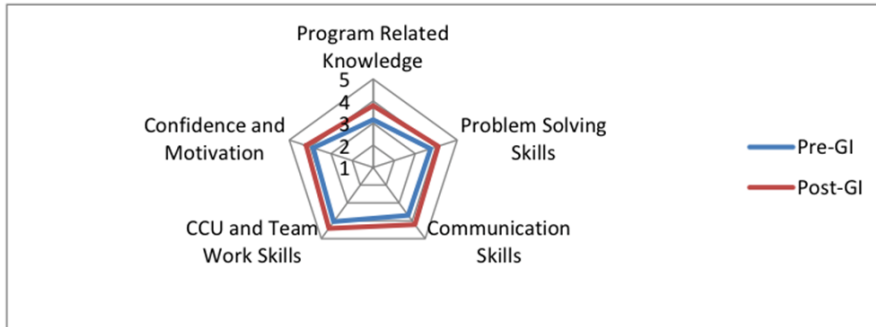 Program Related
Knowledge
5
4
3
2
1
Problem Solving
Skills
Communication
Skills
CCU and Team
Work Skills
Confidence and
Motivation
Pre-GI
Post-GI